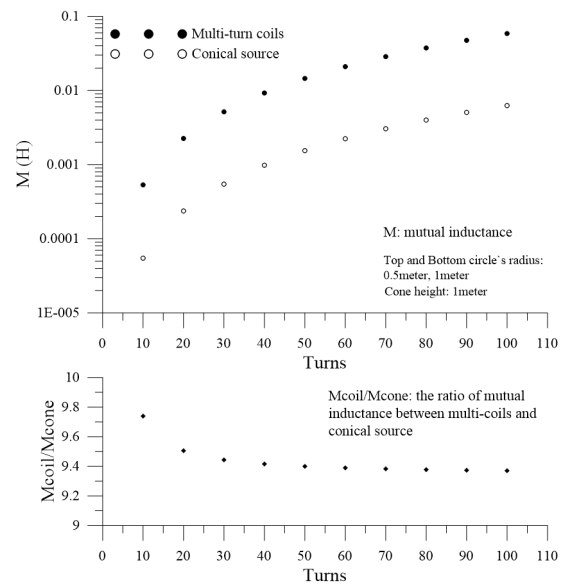 0.1
Multi-turn coils
Conical source
0.01
0.001
0.0001
1E-005
M (H)
M: mutual inductance
Top and Bottom circle`s radius:
0.5meter, 1meter
Cone height: 1meter
0 10 20 30 40 50 60 70 80 90 100 110
Turns
10
9.8
9.6
9.4
9.2
9
Mcoil/Mcone
Mcoil/Mcone: the ratio of mutual
inductance between multi-coils and
conical source
0 10 20 30 40 50 60 70 80 90 100 110
Turns